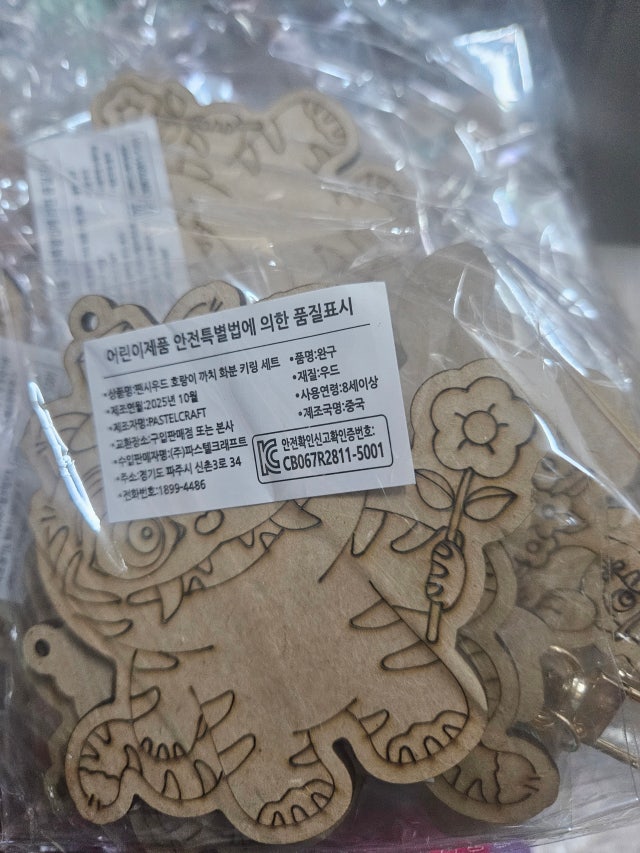 어린이제품 안전특별법에 의한 품질표시
•상품명:펜시우드 호랑이 까치 화분 키링 세트
•제조연월:2025년 10월
•제조자명:PASTELCRAFT
•교환장소:구입판매점 또는 본사
•수입판매자명:(주)파스텔크래프트
•주소:경기도 파주시 신촌3로 34
•전화번호:1899-4486
•품명:완구
•재질:우드
•사용연령:8세이상
•제조국명:중국
안전확인신고확인증번호:
CB067R2811-5001